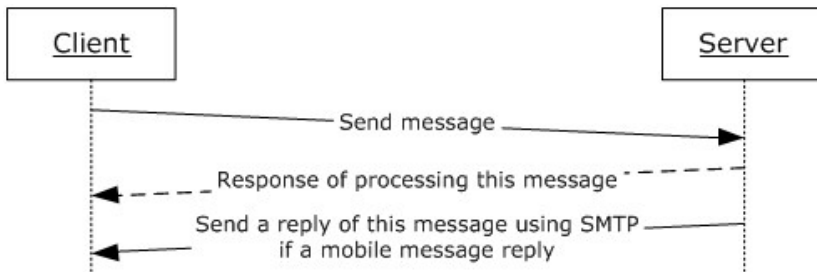 Client
Server
Send message
Response of processing this message
Send a reply of this message using SMTP
if a mobile message reply